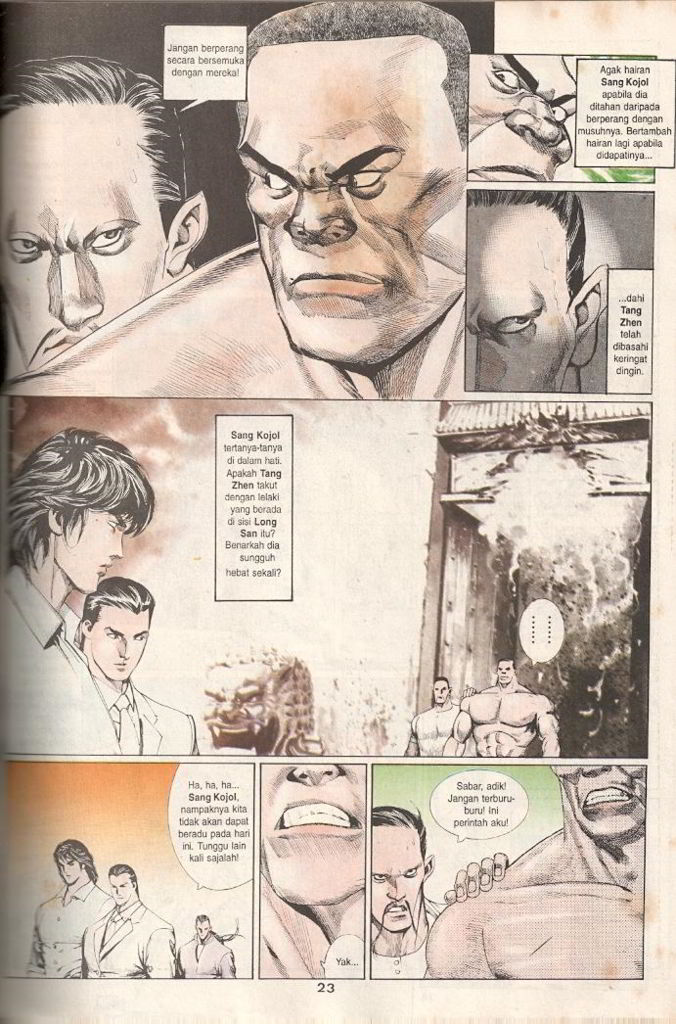 Jangan berperang
secara bersemuka
dengan mereka!
Agak hairan
Sang Kojol
apabila dia
ditahan daripada
berperang dengan
musuhnya. Bertambah
hairan lagi apabila
didapatinya...
...dahi
Tang
Zhen
telah
dibasahi
keringat
dingin.
Sang Kojol
tertanya-tanya
di dalam hati.
Apakah Tang
Zhen takut
dengan lelaki
yang berada
di sisi Long
San itu?
Benarkah dia
sungguh
hebat sekali?
Ha, ha, ha...
Sang Kojol,
nampaknya kita
tidak akan dapat
beradu pada hari
ini. Tunggu lain
kali sajalah!
Yak...
Sabar, adik!
Jangan terburu-
buru! Ini
perintah aku!
23